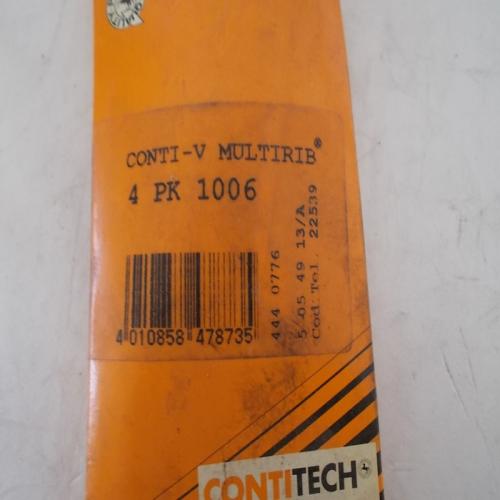 CONTI-V MULTIRIB®
4 PK 1006
4 010858 478735
444 0776
5 05 49 13/A
Cod. Tel. 22539
CONTITECH